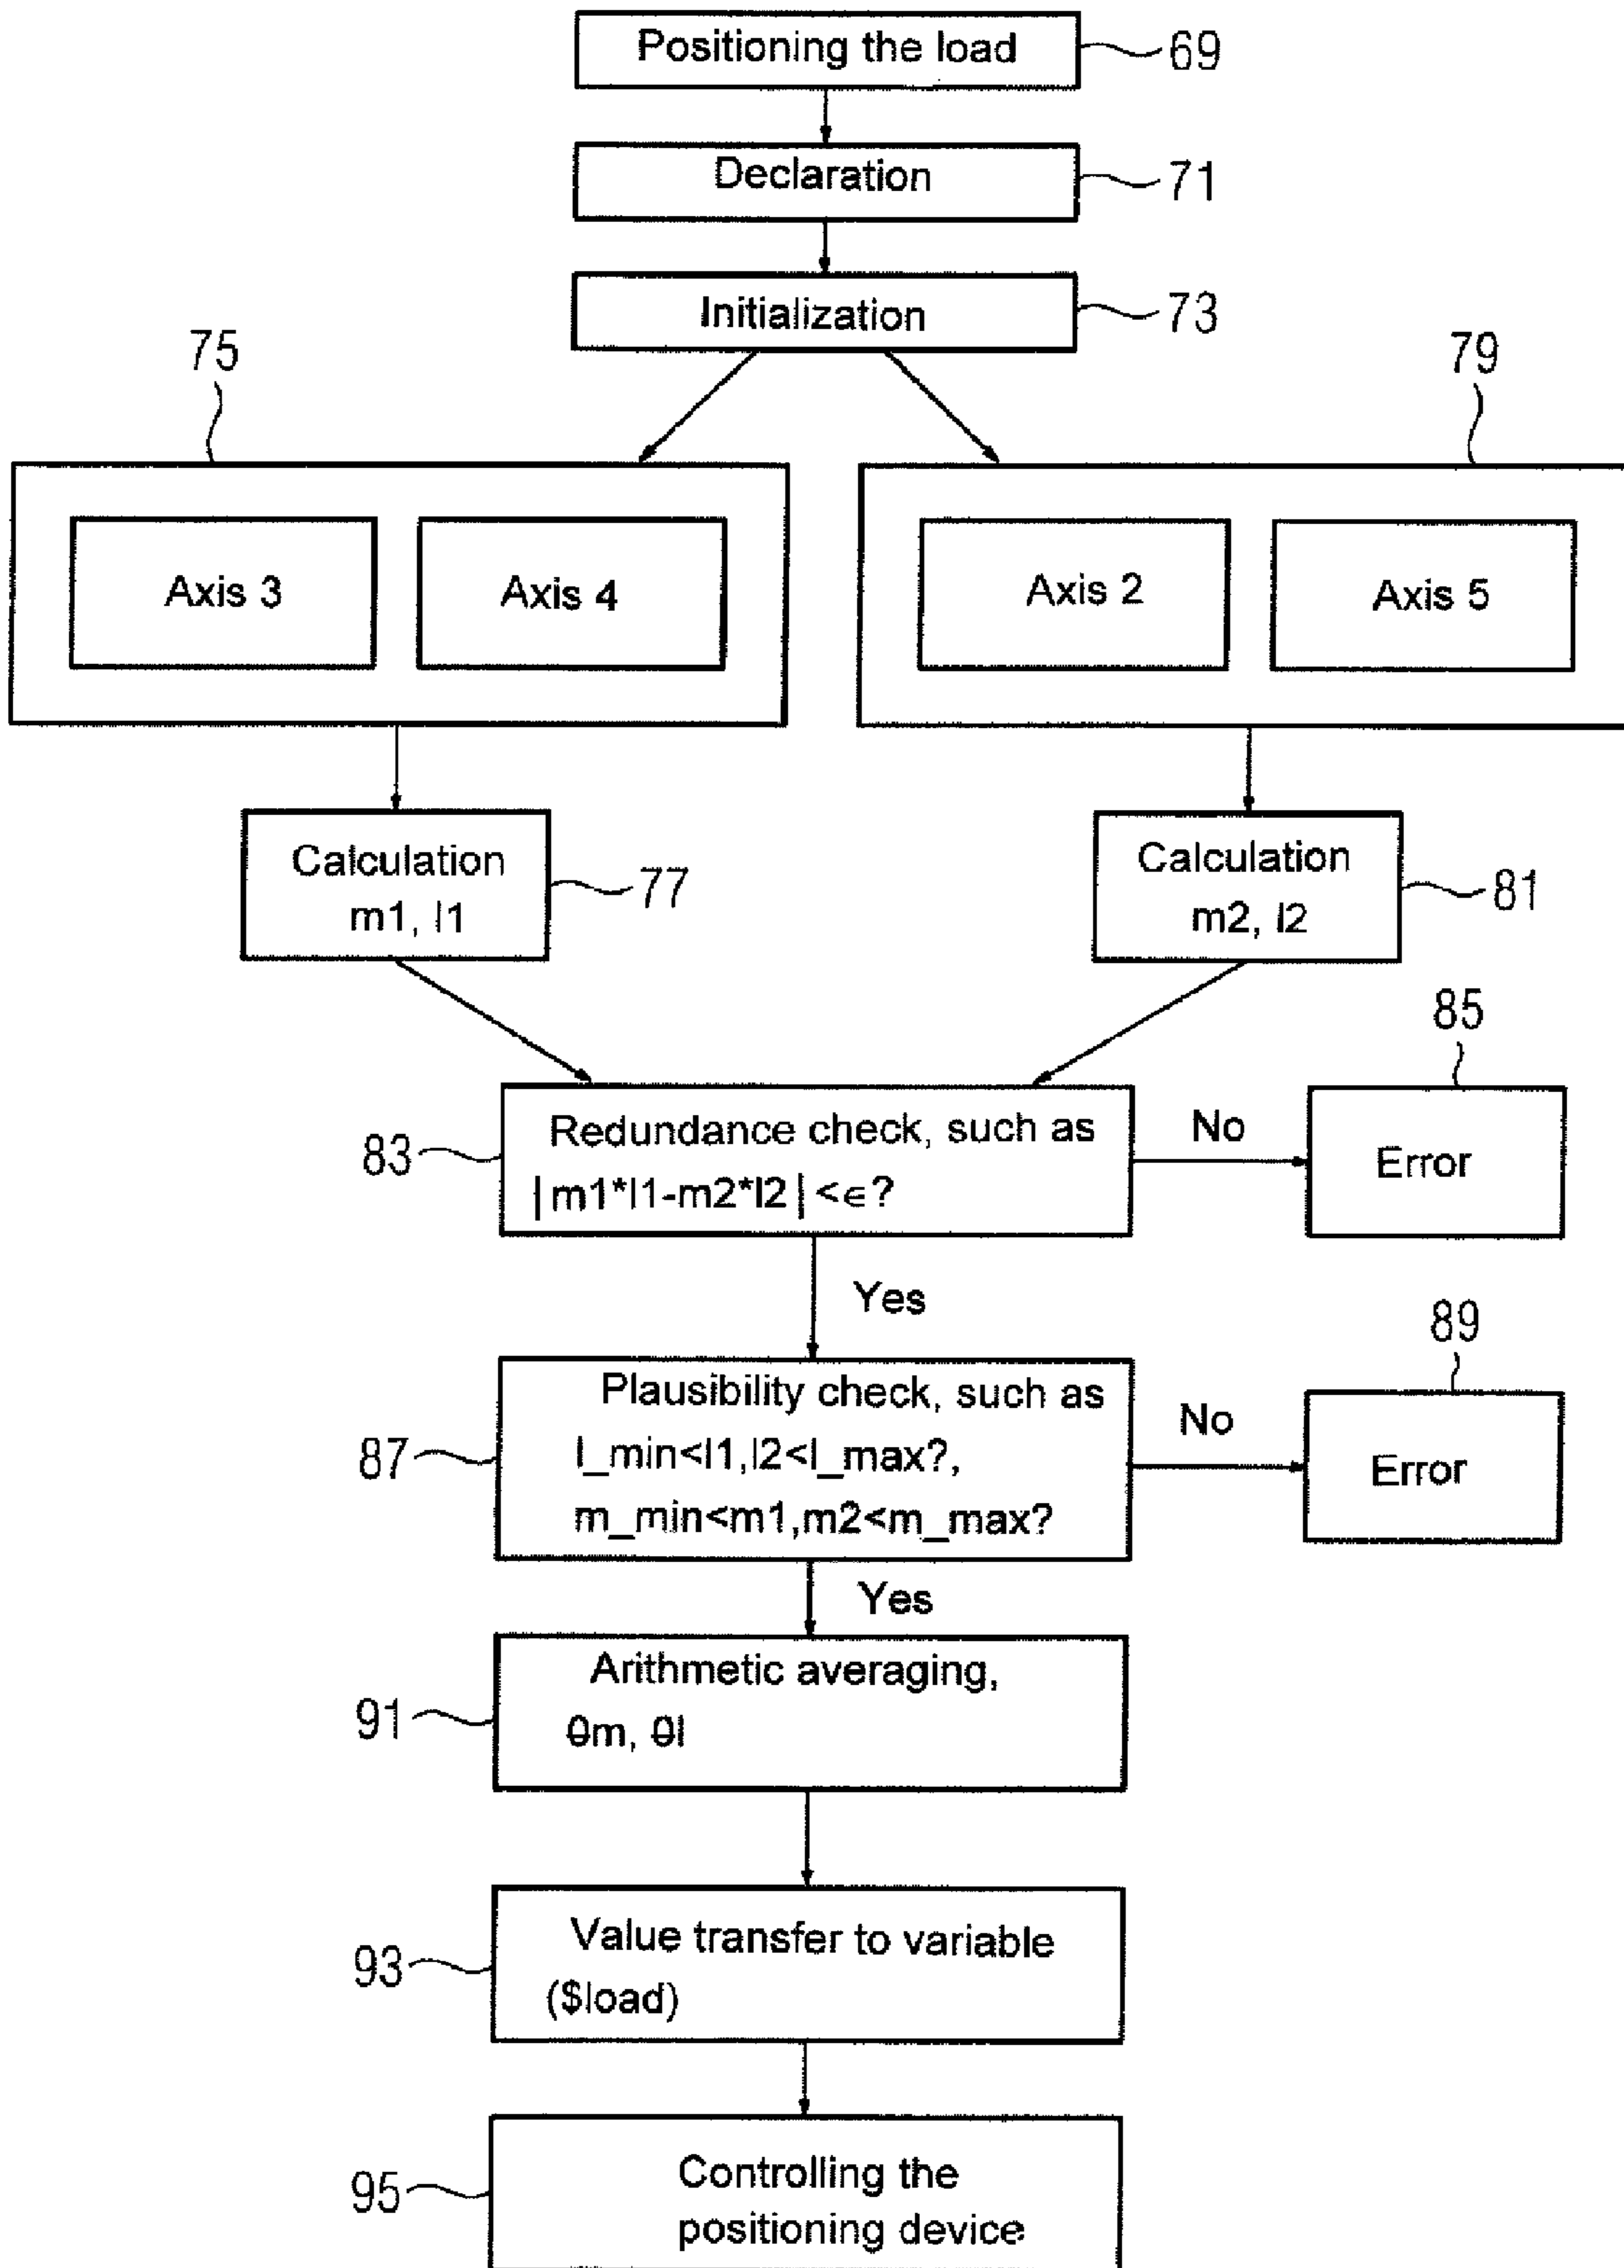 Positioning the load
69
Declaration
71
Initialization
73
75
79
Axis 3
Axis 4
Axis 2
Axis 5
Calculation
m1, l1
77
Calculation
m2, l2
81
85
83
Redundance check, such as
|m1*l1-m2*l2|<∊?
No
Error
Yes
89
87
Plausibility check, such as
l_min<l1,l2<l_max?,
m_min<m1,m2<m_max?
No
Error
Yes
91
Arithmetic averaging,
θm, θl
93
Value transfer to variable
($load)
95
Controlling the
positioning device